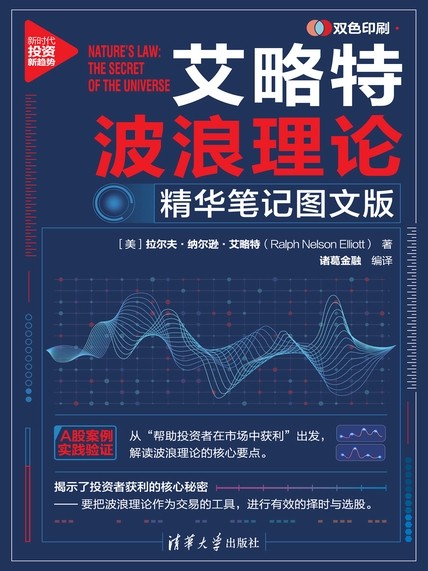 新时代
投资
新趋势
双色印刷
NATURE'S LAW:
THE SECRET
OF THE UNIVERSE
艾略特
波浪理论
精华笔记图文版
［美］拉尔夫·纳尔逊·艾略特（Ralph Nelson Elliott） 著
诸葛金融 编译
A股案例
实践验证
从“帮助投资者在市场中获利”出发，
解读波浪理论的核心要点。
揭示了投资者获利的核心秘密
—— 要把波浪理论作为交易的工具，进行有效的择时与选股。
清华大学出版社